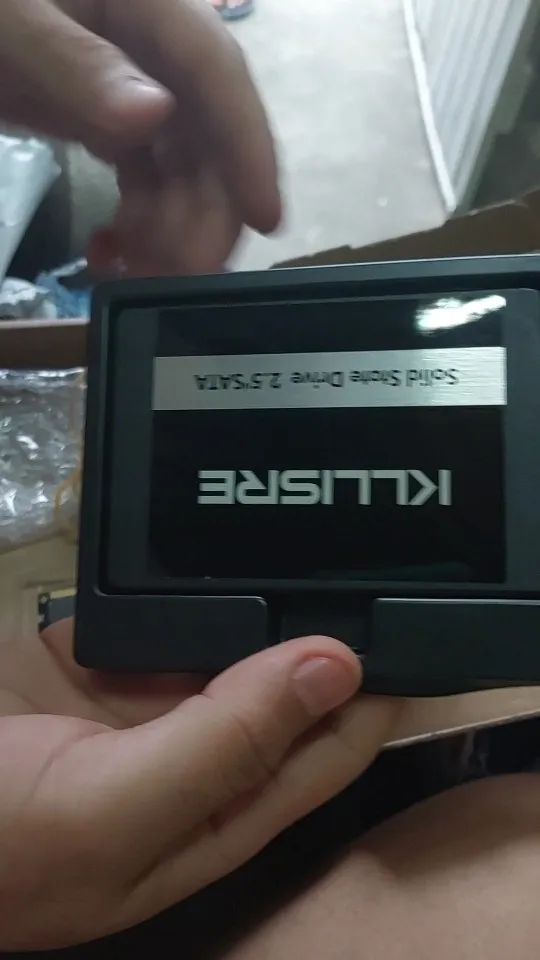 KLLISRE
Solid State Drive 2.5'SATA